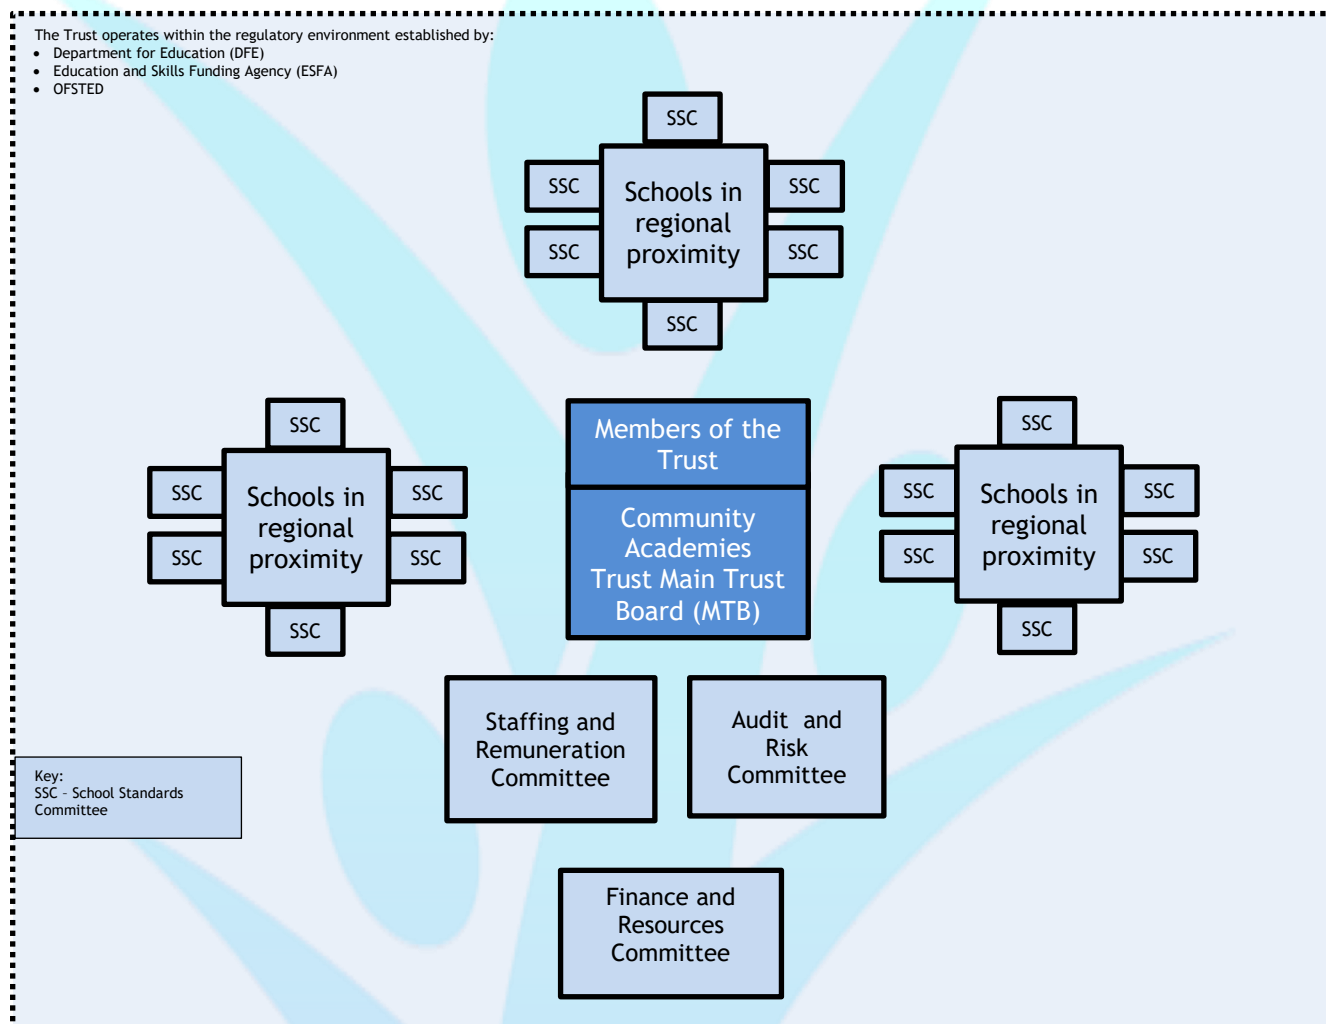 The Trust operates within the regulatory environment established by:
• Department for Education (DFE)
• Education and Skills Funding Agency (ESFA)
• OFSTED
SSC
SSC
SSC
Schools in
regional
proximity
SSC
SSC
SSC
SSC
SSC
SSC
Schools in
regional
proximity
SSC
SSC
SSC
Members of the
Trust
Community
Academies
Trust Main Trust
Board (MTB)
SSC
SSC
SSC
Schools in
regional
proximity
SSC
SSC
SSC
Staffing and
Remuneration
Committee
Audit  and
Risk
Committee
Key:
SSC – School Standards
Committee
Finance and
Resources
Committee